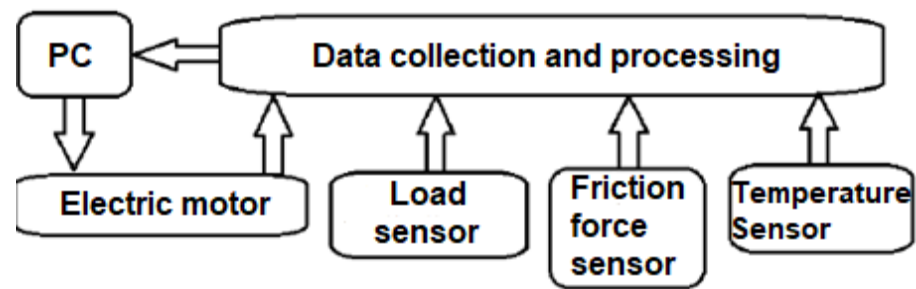 PC
Data collection and processing
Electric motor
Load
sensor
Friction
force
sensor
Temperature
Sensor